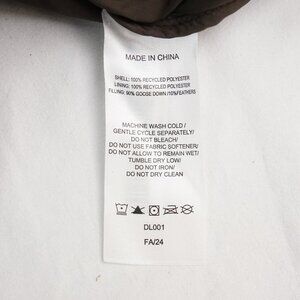 MADE IN CHINA
SHELL: 100% RECYCLED POLYESTER
LINING: 100% RECYCLED POLYESTER
FILLING: 90% GOOSE DOWN/10%FEATHERS
MACHINE WASH COLD/
GENTLE CYCLE SEPARATELY/
DO NOT BLEACH/
DO NOT USE FABRIC SOFTENER/
DO NOT ALLOW TO REMAIN WET/
TUMBLE DRY LOW/
DO NOT IRON/
DO NOT DRY CLEAN
DL001
FA/24